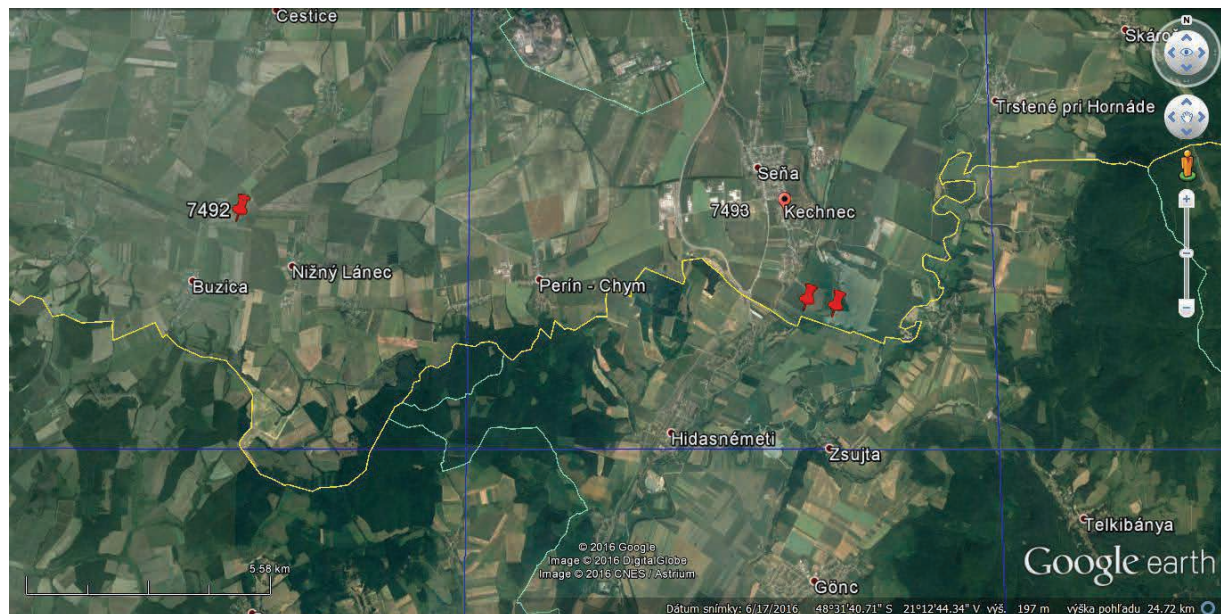 Cestice
N
Skároš
Trstené pri Hornáde
Seňa
7492
7493
Kechnec
Nižný Lánec
Buzica
Perín - Chym
Hidasnémeti
Zsujta
Telkibánya
© 2016 Google
Image © 2016 DigitalGlobe
Image © 2016 CNES / Astrium
Google earth
5.58 km
Gönc
Dátum snímky: 6/17/2016 48°31'40.71" S 21°12'44.34" V výš. 197 m výška pohľadu 24.72 km